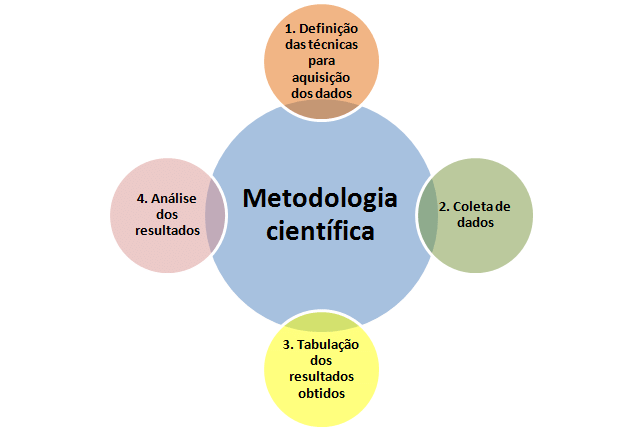 1. Definição
das técnicas
para
aquisição
dos dados
4. Análise
dos
resultados
Metodologia
científica
2. Coleta de
dados
3. Tabulação
dos
resultados
obtidos